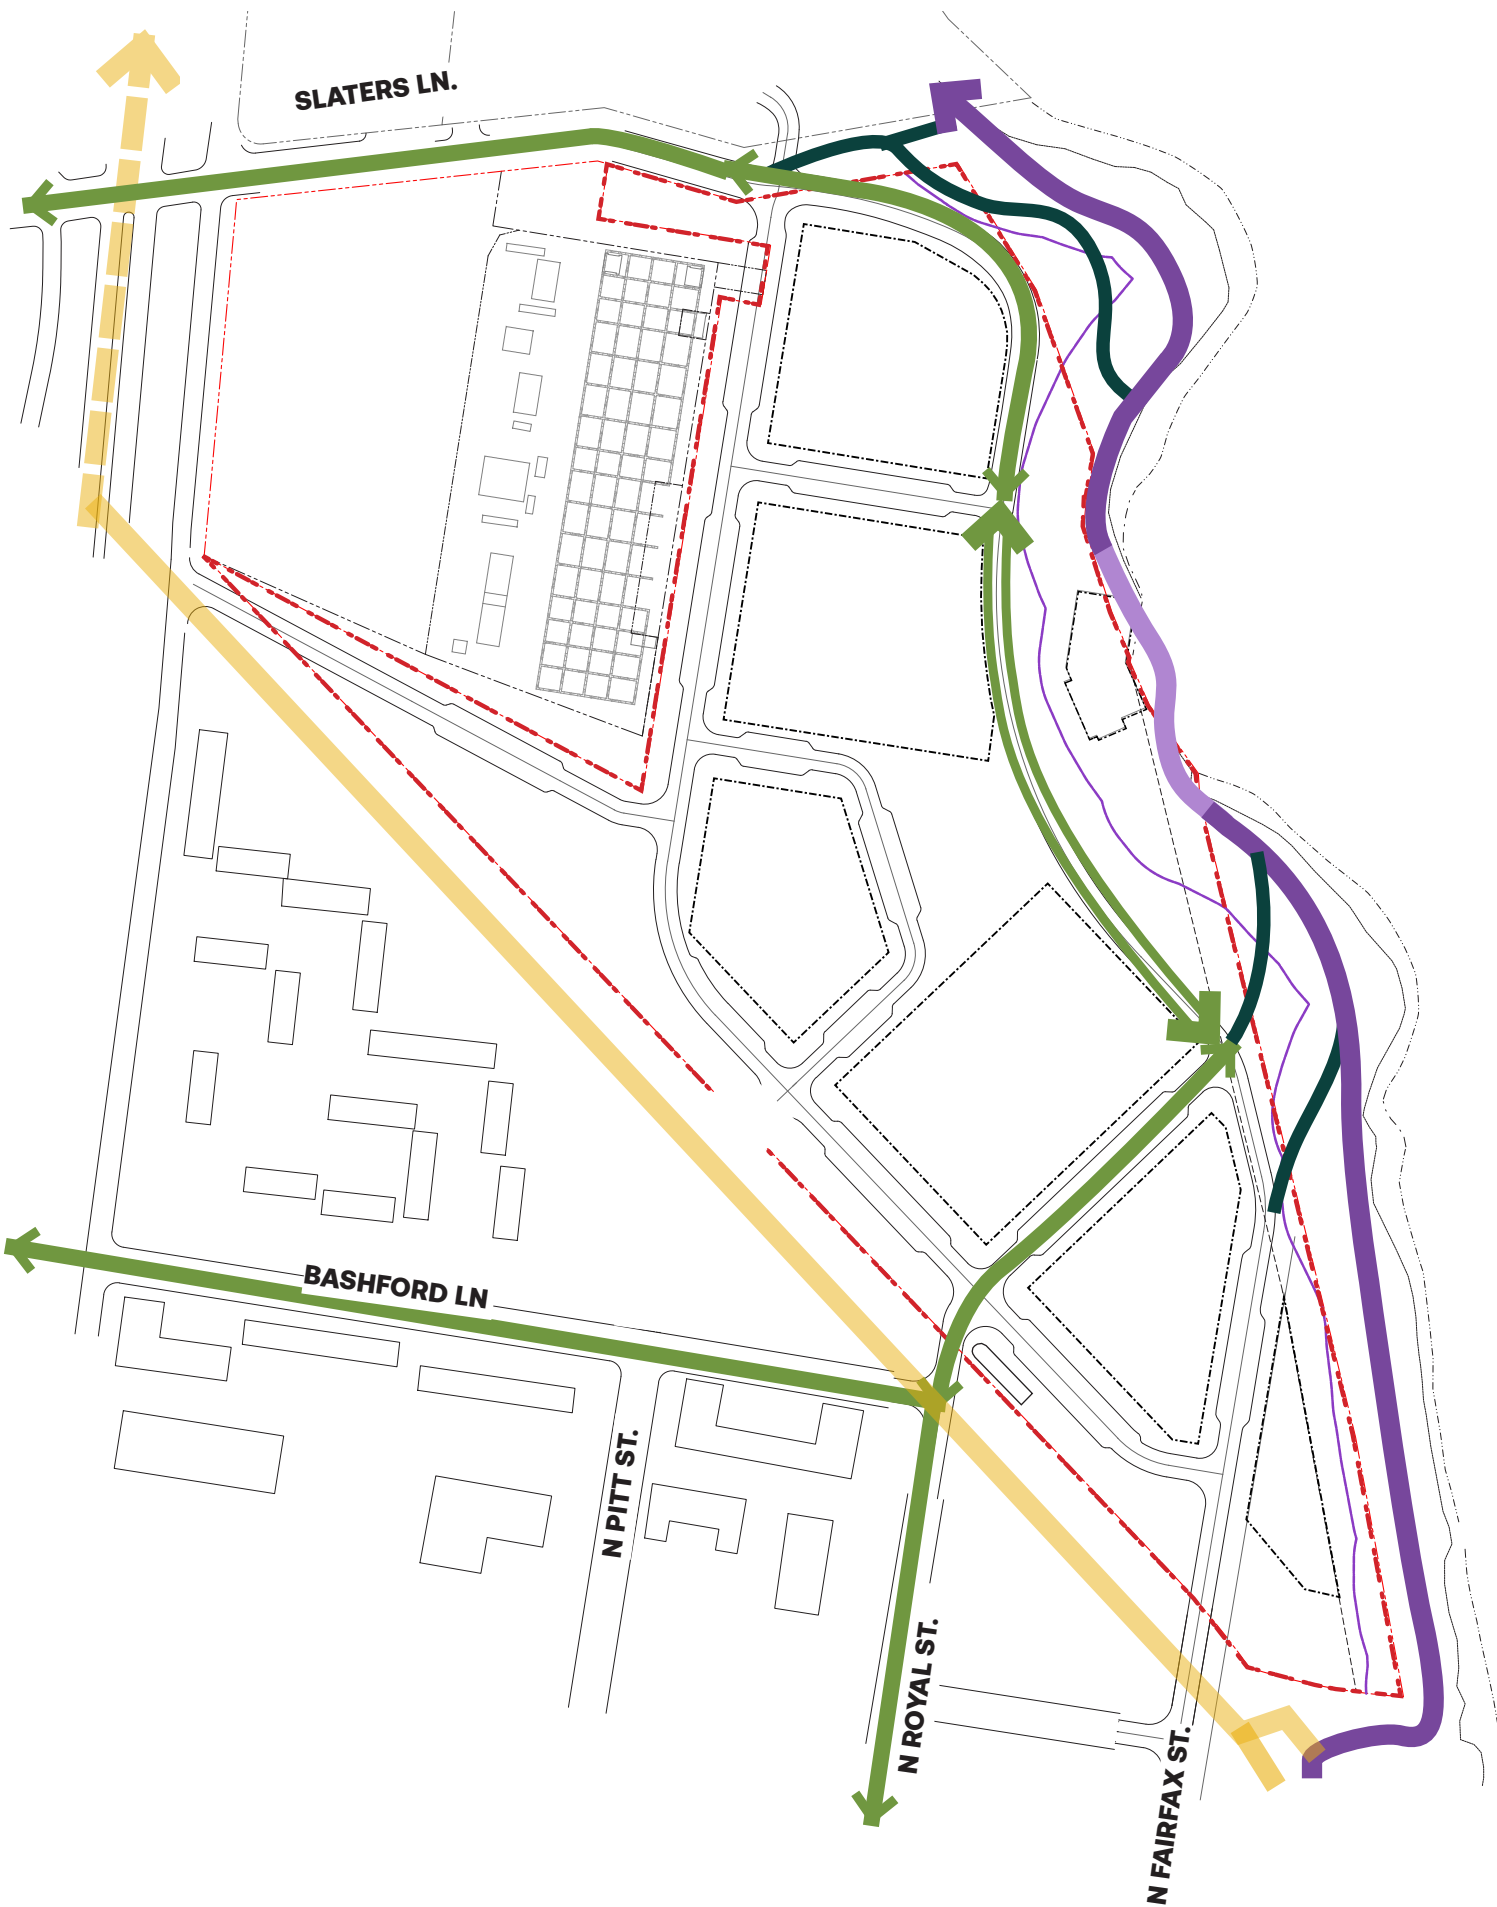 SLATERS LN.
BASHFORD LN
N PITT ST.
N ROYAL ST.
N FAIRFAX ST.